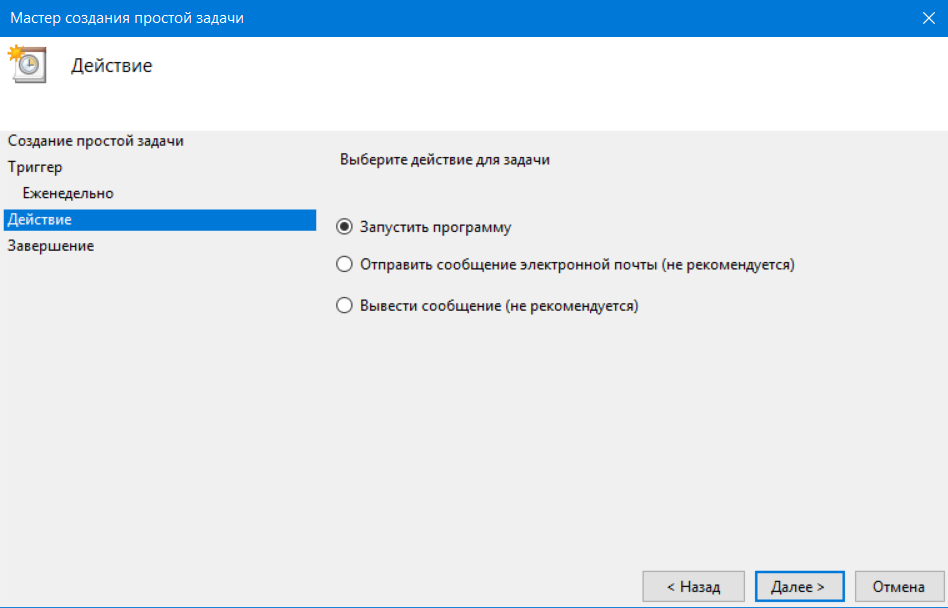 Мастер создания простой задачи
Действие
Создание простой задачи
Триггер
Еженедельно
Действие
Завершение
Выберите действие для задачи
Запустить программу
Отправить сообщение электронной почты (не рекомендуется)
Вывести сообщение (не рекомендуется)
< Назад
Далее >
Отмена